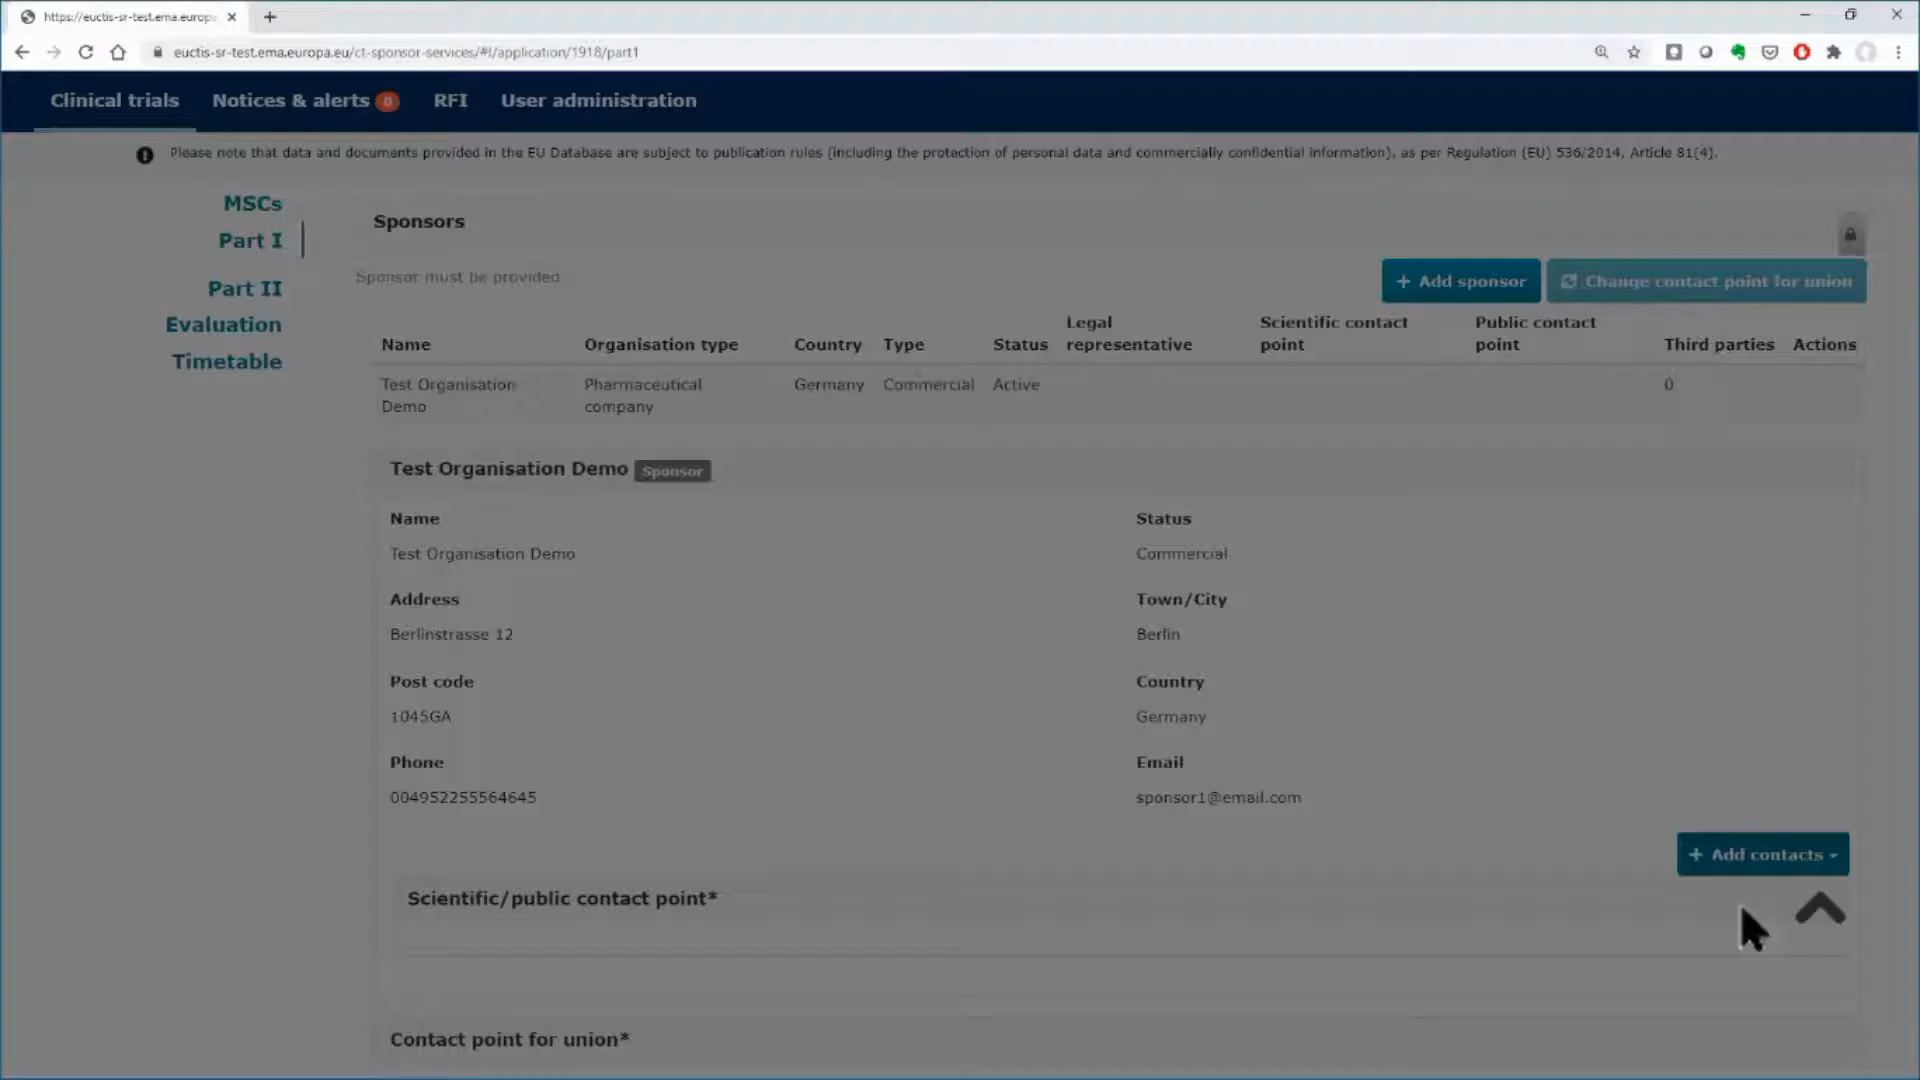 https://euctis-sr-test.ema.europa
euctis-sr-test.ema.europa.eu/ct-sponsor-services/#!/application/1918/part1
Clinical trials
Notices & alerts 0
RFI
User administration
Please note that data and documents provided in the EU Database are subject to publication rules (including the protection of personal data and commercially confidential information), as per Regulation (EU) 536/2014, Article 81(4).
MSCs
Part I
Part II
Evaluation
Timetable
Sponsors
Sponsor must be provided
+ Add sponsor
Change contact point for union
Name
Organisation type
Country
Type
Status
Legal
representative
Scientific contact
point
Public contact
point
Third parties
Actions
Test Organisation
Demo
Pharmaceutical
company
Germany
Commercial
Active
0
Test Organisation Demo Sponsor
Name
Status
Test Organisation Demo
Commercial
Address
Town/City
Berlinstrasse 12
Berlin
Post code
Country
1045GA
Germany
Phone
Email
004952255564645
sponsor1@email.com
+ Add contacts
Scientific/public contact point*
Contact point for union*